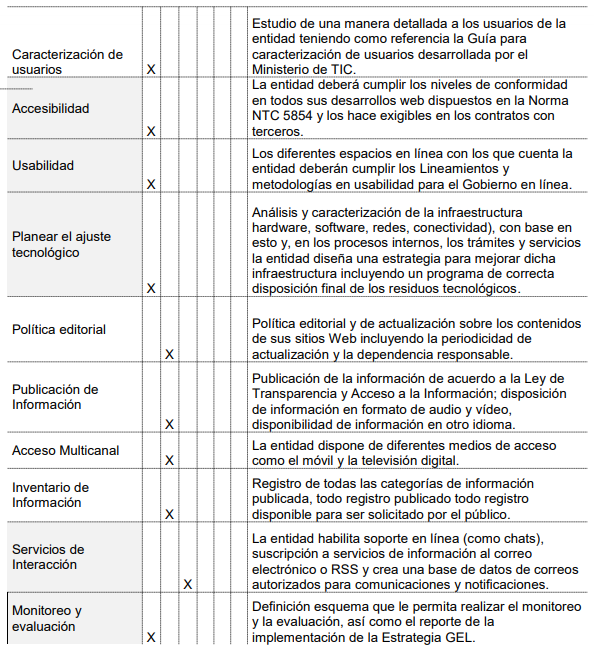 Caracterización de
usuarios
X
Estudio de una manera detallada a los usuarios de la
entidad teniendo como referencia la Guía para
caracterización de usuarios desarrollada por el
Ministerio de TIC.
Accesibilidad
X
La entidad deberá cumplir los niveles de conformidad
en todos sus desarrollos web dispuestos en la Norma
NTC 5854 y los hace exigibles en los contratos con
terceros.
Usabilidad
X
Los diferentes espacios en línea con los que cuenta la
entidad deberán cumplir los Lineamientos y
metodologías en usabilidad para el Gobierno en línea.
Planear el ajuste
tecnológico
X
Análisis y caracterización de la infraestructura
hardware, software, redes, conectividad), con base en
esto y, en los procesos internos, los trámites y servicios
la entidad diseña una estrategia para mejorar dicha
infraestructura incluyendo un programa de correcta
disposición final de los residuos tecnológicos.
Política editorial
X
Política editorial y de actualización sobre los contenidos
de sus sitios Web incluyendo la periodicidad de
actualización y la dependencia responsable.
Publicación de
Información
X
Publicación de la información de acuerdo a la Ley de
Transparencia y Acceso a la Información; disposición
de información en formato de audio y vídeo,
disponibilidad de información en otro idioma.
Acceso Multicanal
X
La entidad dispone de diferentes medios de acceso
como el móvil y la televisión digital.
Inventario de
Información
X
Registro de todas las categorías de información
publicada, todo registro publicado todo registro
disponible para ser solicitado por el público.
Servicios de
Interacción
X
La entidad habilita soporte en línea (como chats),
suscripción a servicios de información al correo
electrónico o RSS y crea una base de datos de correos
autorizados para comunicaciones y notificaciones.
Monitoreo y
evaluación
X
Definición esquema que le permita realizar el monitoreo
y la evaluación, así como el reporte de la
implementación de la Estrategia GEL.